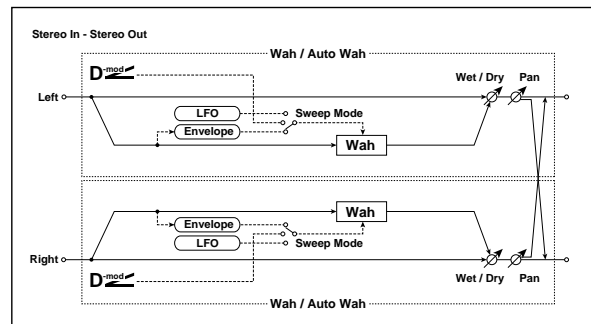 Stereo In - Stereo Out
Wah / Auto Wah
D-mod
Wet / Dry
Pan
Left
LFO
Sweep Mode
Envelope
Wah
Wah
Envelope
Sweep Mode
LFO
Right
D-mod
Wet / Dry
Pan
Wah / Auto Wah